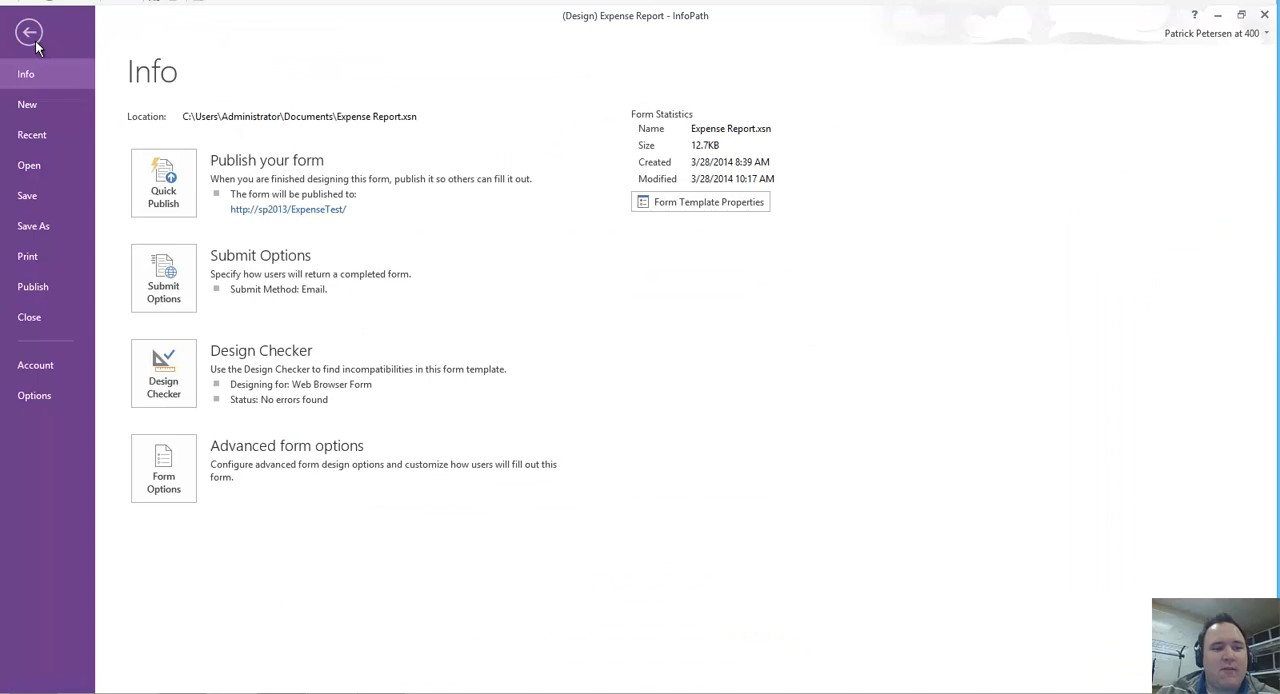 (Design) Expense Report - InfoPath
?
Patrick Petersen at 400
Info
New
Recent
Open
Save
Save As
Print
Publish
Close
Account
Options
Info
Location: C:\Users\Administrator\Documents\Expense Report.xsn
Quick
Publish
Publish your form
When you are finished designing this form, publish it so others can fill it out.
The form will be published to:
http://sp2013/ExpenseTest/
Submit
Options
Submit Options
Specify how users will return a completed form.
Submit Method: Email.
Design
Checker
Design Checker
Use the Design Checker to find incompatibilities in this form template.
Designing for: Web Browser Form
Status: No errors found
Form
Options
Advanced form options
Configure advanced form design options and customize how users will fill out this
form.
Form Statistics
Name Expense Report.xsn
Size 12.7KB
Created 3/28/2014 8:39 AM
Modified 3/28/2014 10:17 AM
Form Template Properties